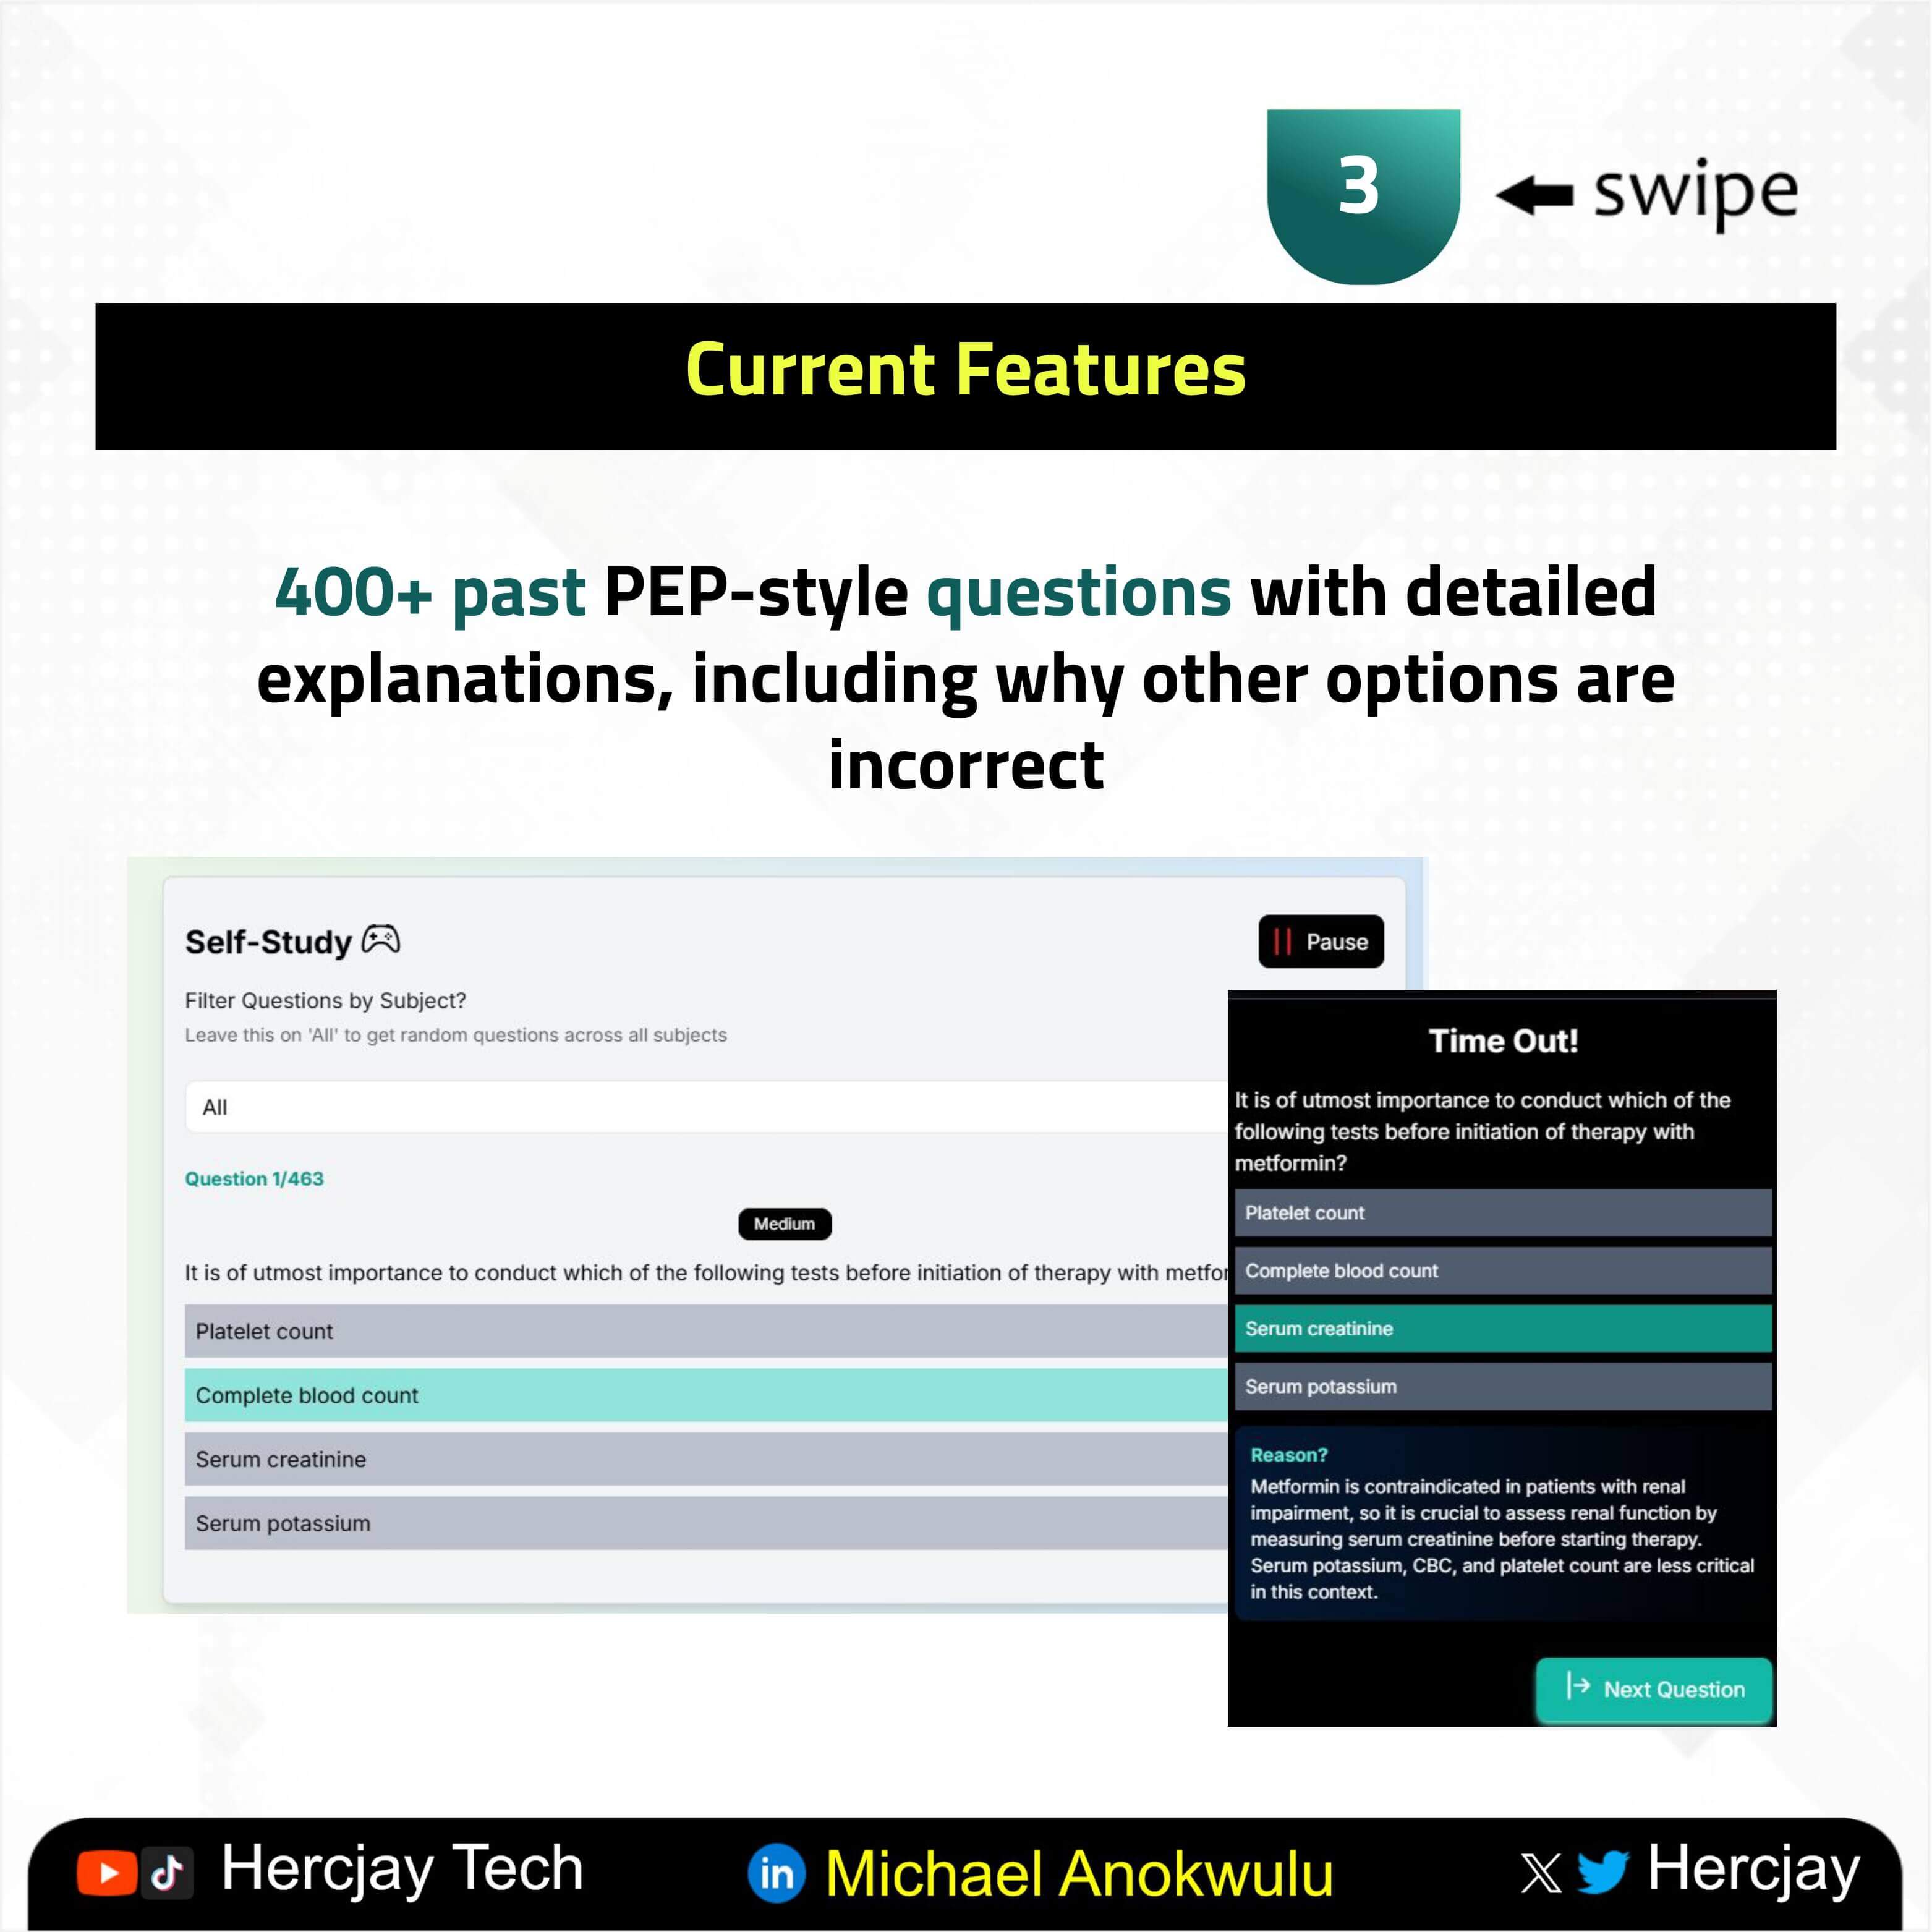 3
swipe
Current Features
400+ past PEP-style questions with detailed
explanations, including why other options are
incorrect
Self-Study
Pause
Filter Questions by Subject?
Leave this on 'All' to get random questions across all subjects
All
Question 1/463
Medium
It is of utmost importance to conduct which of the following tests before initiation of therapy with metfor
Platelet count
Complete blood count
Serum creatinine
Serum potassium
Time Out!
It is of utmost importance to conduct which of the
following tests before initiation of therapy with
metformin?
Platelet count
Complete blood count
Serum creatinine
Serum potassium
Reason?
Metformin is contraindicated in patients with renal
impairment, so it is crucial to assess renal function by
measuring serum creatinine before starting therapy.
Serum potassium, CBC, and platelet count are less critical
in this context.
Next Question
Hercjay Tech
in Michael Anokwulu
X Hercjay